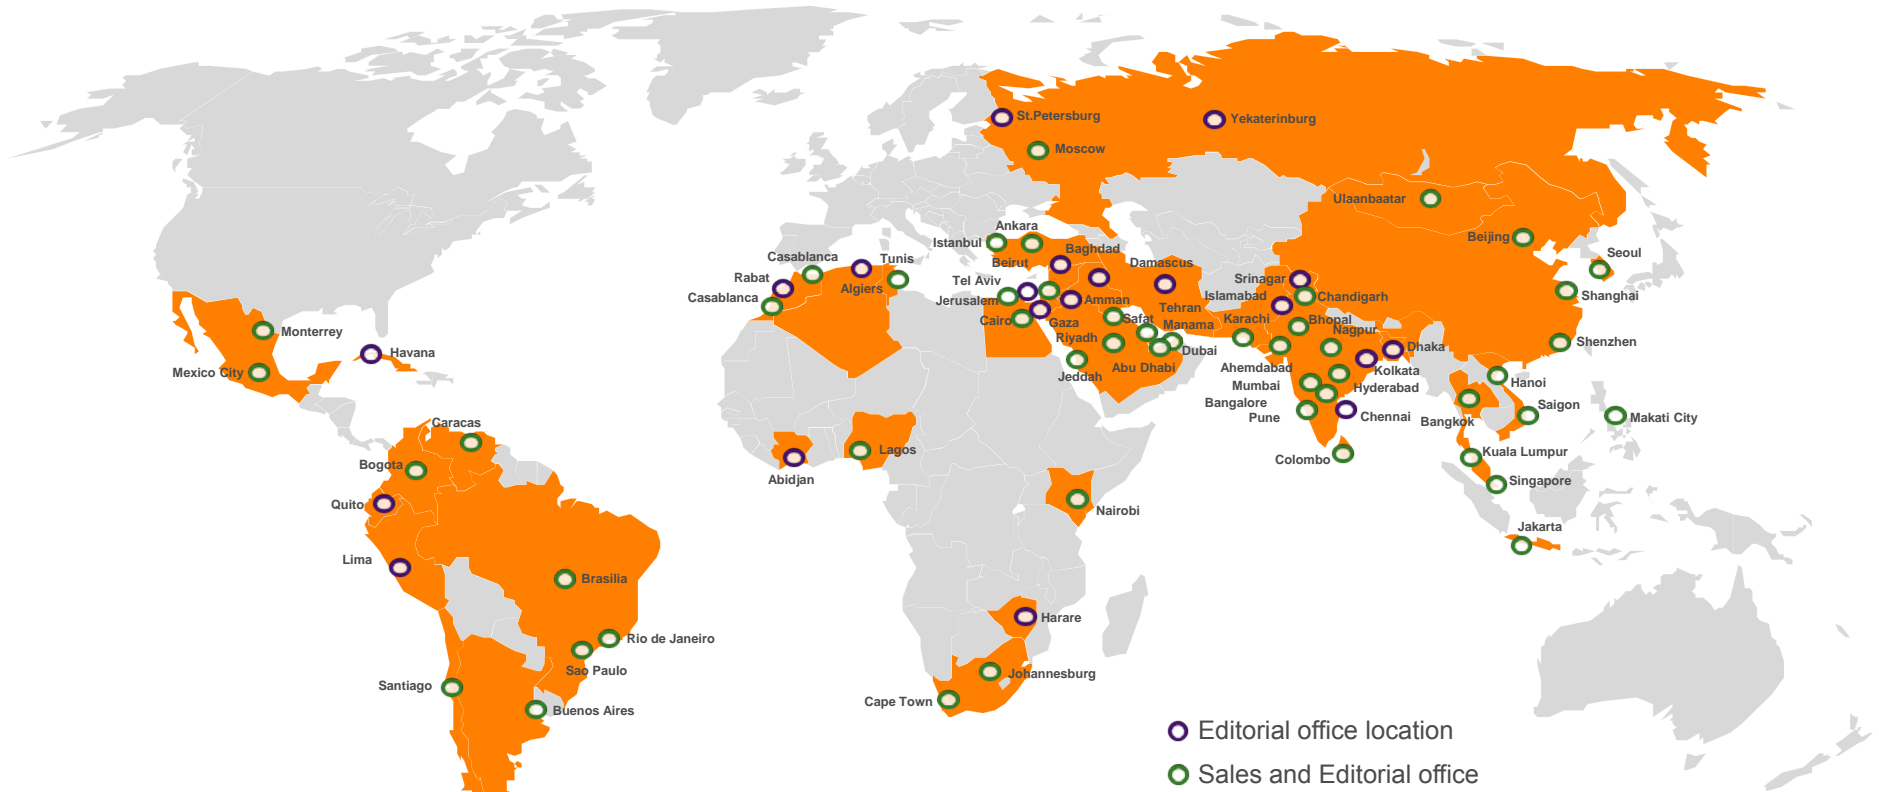 St.Petersburg
Yekaterinburg
Moscow
Ulaanbaatar
Ankara
Istanbul
Baghdad
Beijing
Seoul
Casablanca
Tunis
Beirut
Damascus
Rabat
Algiers
Tel Aviv
Srinagar
Casablanca
Jerusalem
Amman
Islamabad
Chandigarh
Shanghai
Tehran
Cairo
Gaza
Safat
Manama
Karachi
Bhopal
Nagpur
Monterrey
Riyadh
Dubai
Dhaka
Shenzhen
Havana
Mexico City
Jeddah
Abu Dhabi
Ahemdabad
Kolkata
Mumbai
Hyderabad
Hanoi
Bangalore
Pune
Chennai
Bangkok
Saigon
Makati City
Caracas
Bogota
Lagos
Abidjan
Colombo
Kuala Lumpur
Singapore
Quito
Nairobi
Jakarta
Lima
Brasilia
Harare
Rio de Janeiro
Sao Paulo
Johannesburg
Santiago
Cape Town
Buenos Aires
Editorial office location
Sales and Editorial office